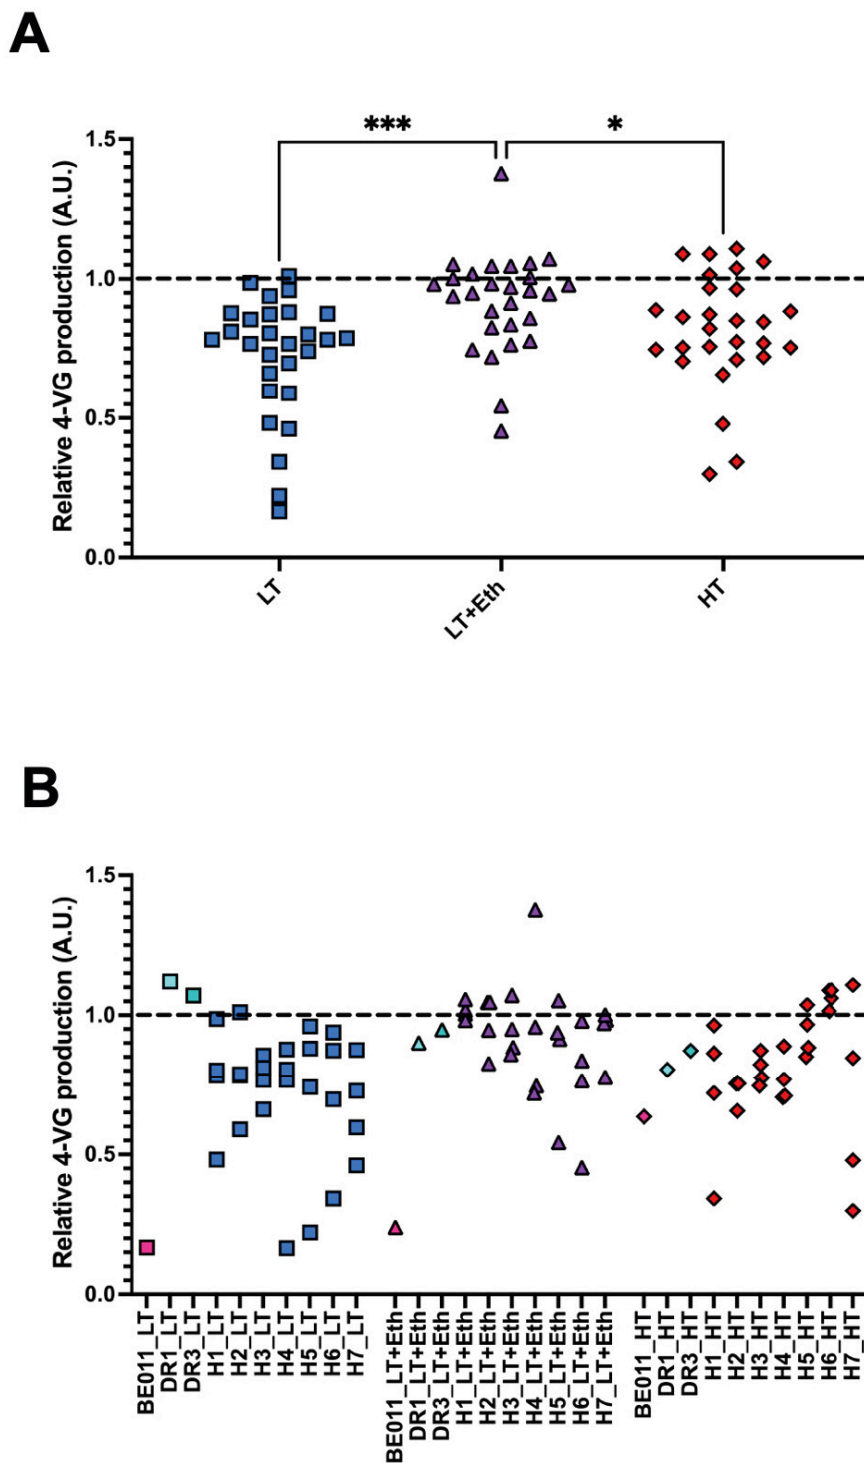 A
*** *
Relative 4-VG production (A.U.)
1.5
1.0
0.5
0.0
LT
LT+Eth
HT
B
Relative 4-VG production (A.U.)
1.5
1.0
0.5
0.0
BE011_LT
DR1_LT
DR3_LT
H1_LT
H2_LT
H3_LT
H4_LT
H5_LT
H6_LT
H7_LT
BE011_LT+Eth
DR1_LT+Eth
DR3_LT+Eth
H1_LT+Eth
H2_LT+Eth
H3_LT+Eth
H4_LT+Eth
H5_LT+Eth
H6_LT+Eth
H7_LT+Eth
BE011_HT
DR1_HT
DR3_HT
H1_HT
H2_HT
H3_HT
H4_HT
H5_HT
H6_HT
H7_HT